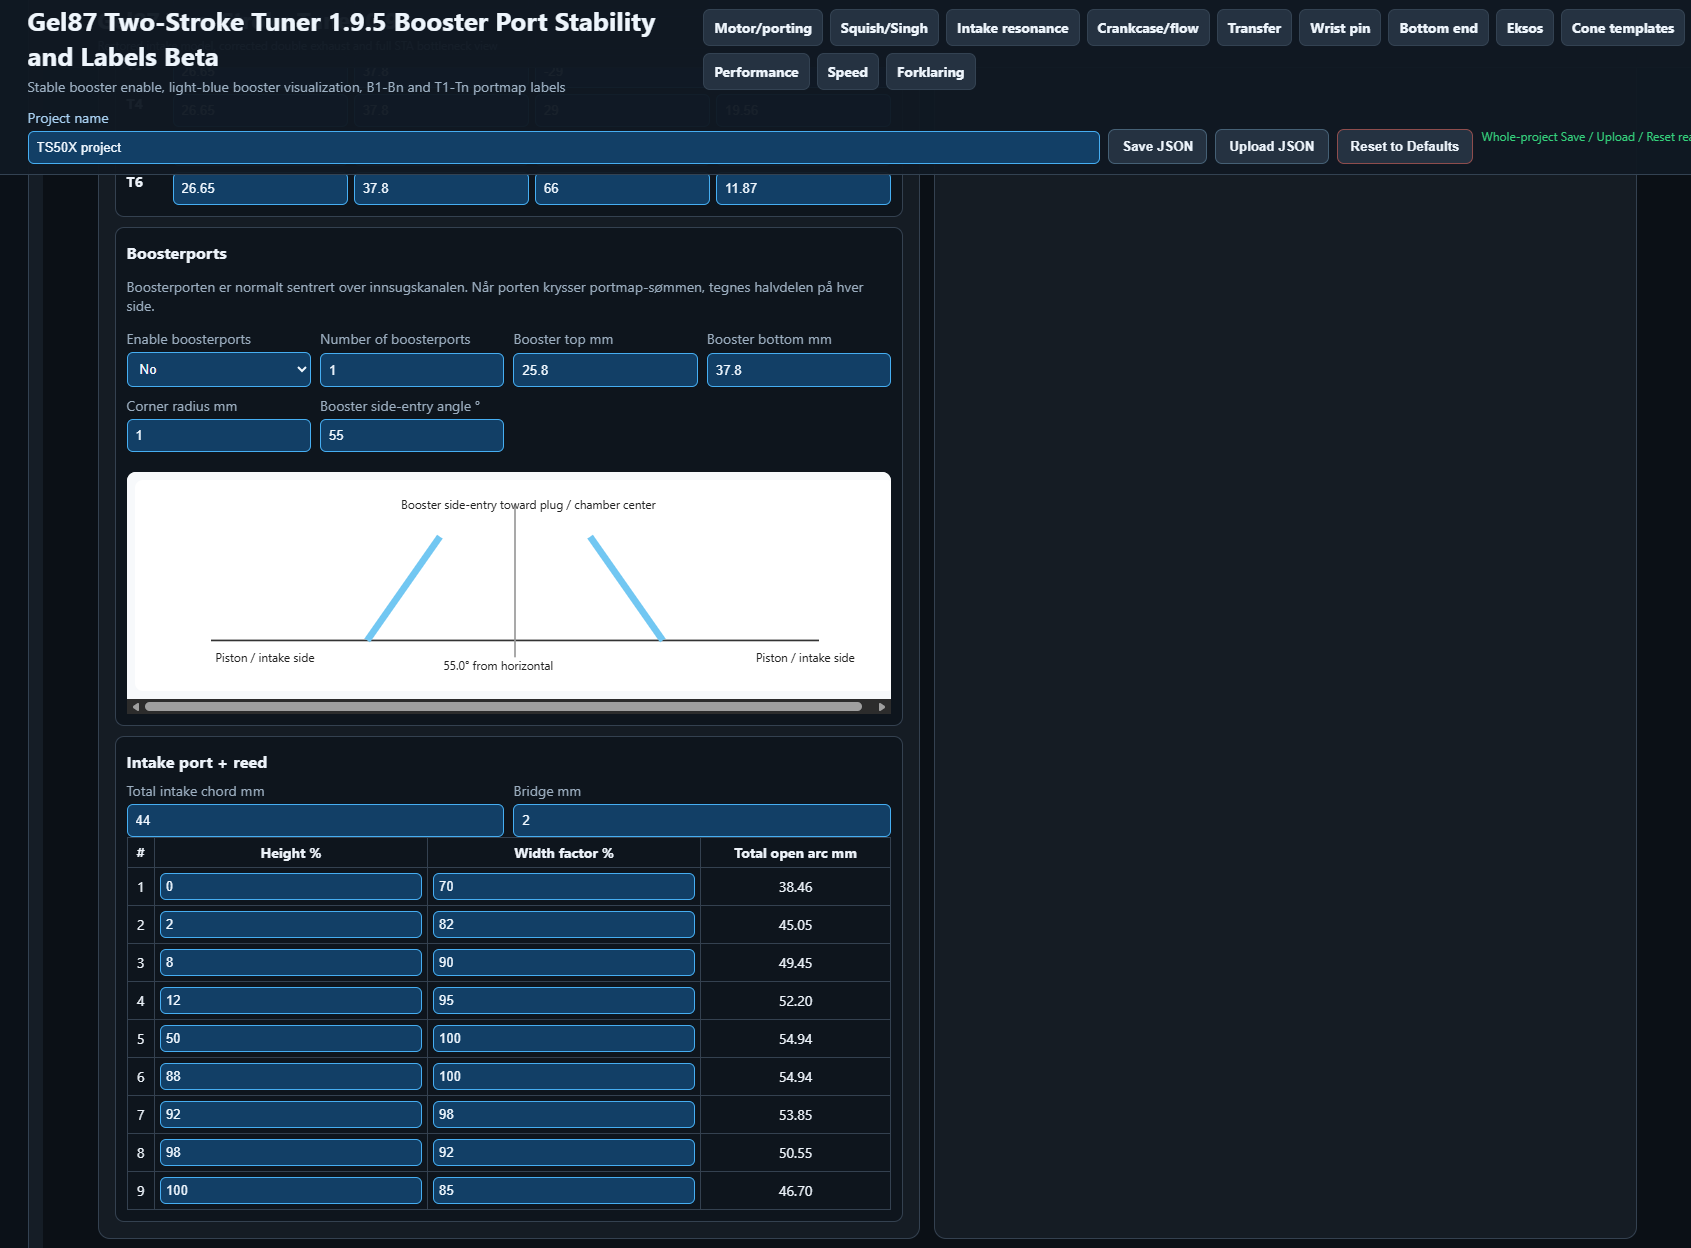 Gel87 Two-Stroke Tuner 1.9.5 Booster Port Stability
and Labels Beta
Stable booster enable, light-blue booster visualization, B1-Bn and T1-Tn portmap labels
Motor/porting Squish/Singh Intake resonance Crankcase/flow Transfer Wrist pin Bottom end Eksos Cone templates
Performance Speed Forklaring
T4 26.65 37.8 29 19.56
Project name
TS50X project Save JSON Upload JSON Reset to Defaults Whole-project Save / Upload / Reset rea
T6 26.65 37.8 66 11.87
Boosterports
Boosterporten er normalt sentrert over innsugskanalen. Når porten krysser portmap-sømmen, tegnes halvdelen på hver
side.
Enable boosterports Number of boosterports Booster top mm Booster bottom mm
No 1 25.8 37.8
Corner radius mm Booster side-entry angle °
1 55
Booster side-entry toward plug / chamber center
Piston / intake side 55.0° from horizontal Piston / intake side
Intake port + reed
Total intake chord mm Bridge mm
44 2
# Height % Width factor % Total open arc mm
1 0 70 38.46
2 2 82 45.05
3 8 90 49.45
4 12 95 52.20
5 50 100 54.94
6 88 100 54.94
7 92 98 53.85
8 98 92 50.55
9 100 85 46.70